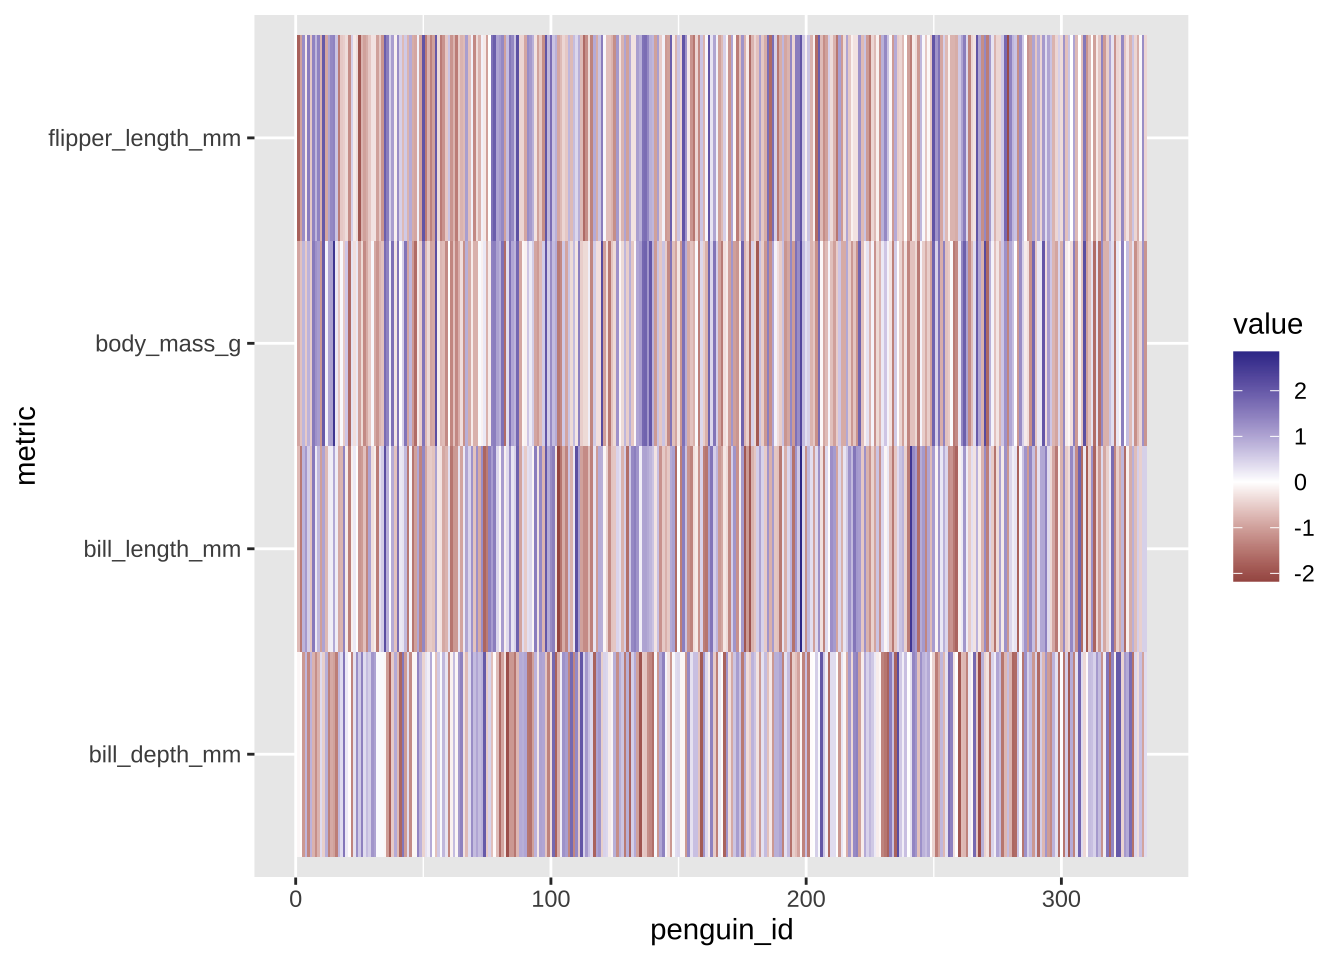 flipper_length_mm
body_mass_g
bill_length_mm
bill_depth_mm
metric
0
100
200
300
penguin_id
value
2
1
0
-1
-2